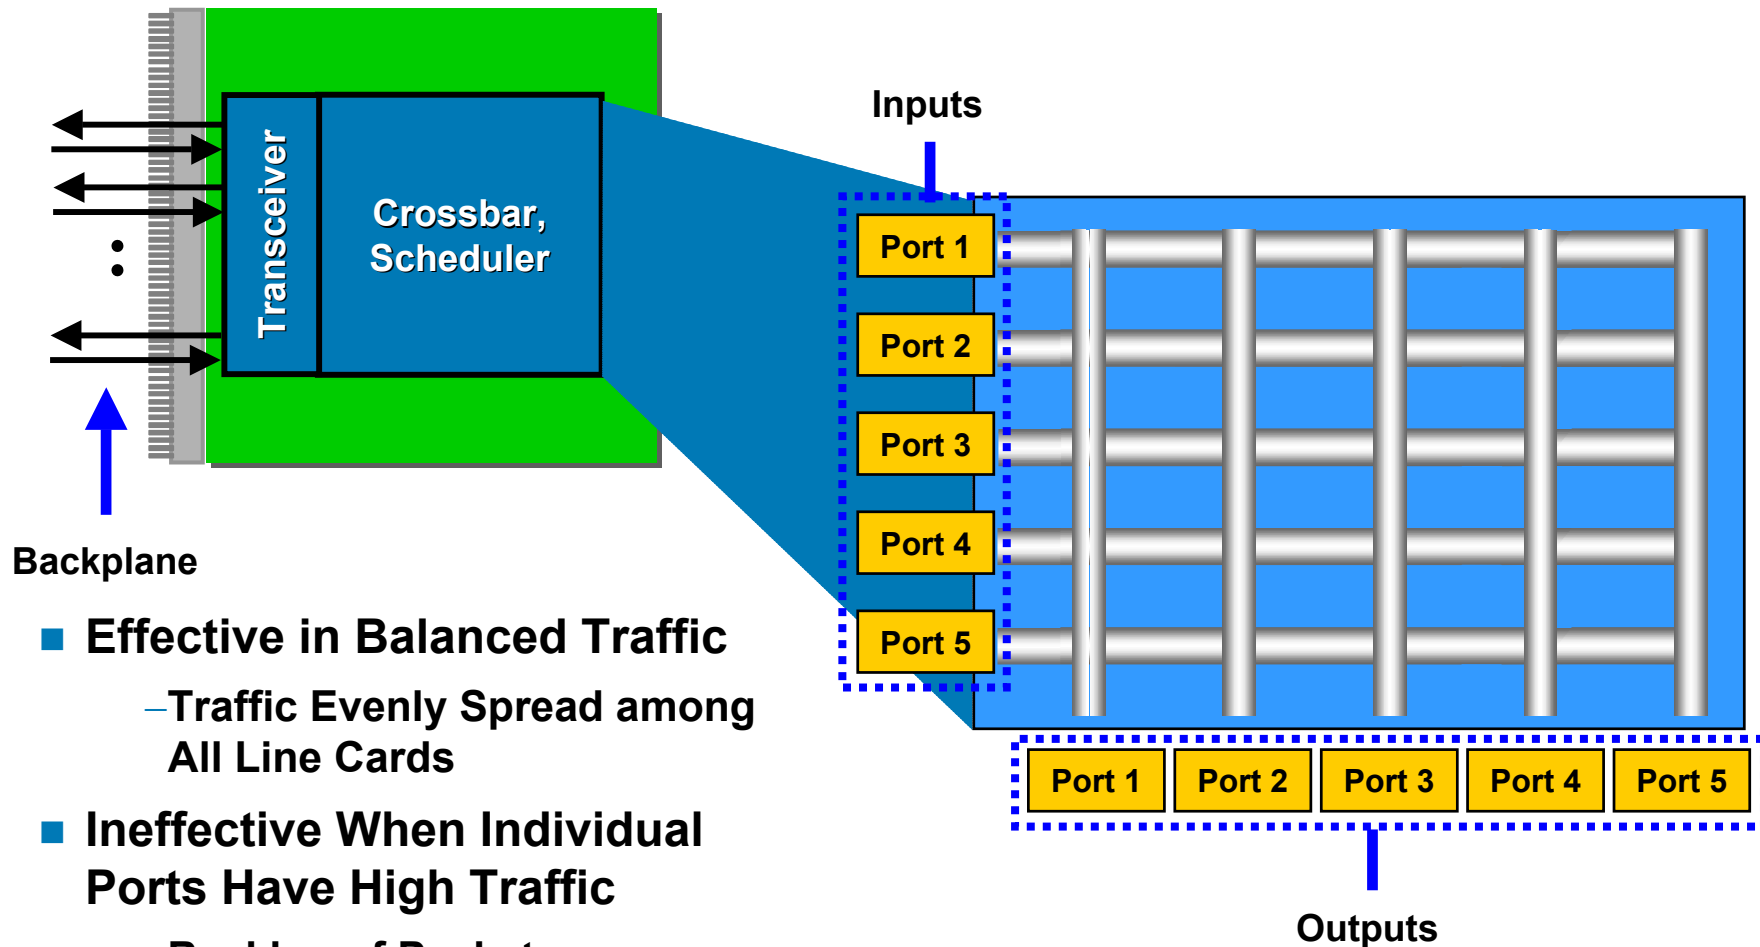 Inputs
Transceiver
Crossbar,
Scheduler
Port 1
Port 2
Port 3
Port 4
Port 5
Backplane
Port 1 Port 2 Port 3 Port 4 Port 5
Outputs
Effective in Balanced Traffic
–Traffic Evenly Spread among
All Line Cards
Ineffective When Individual
Ports Have High Traffic